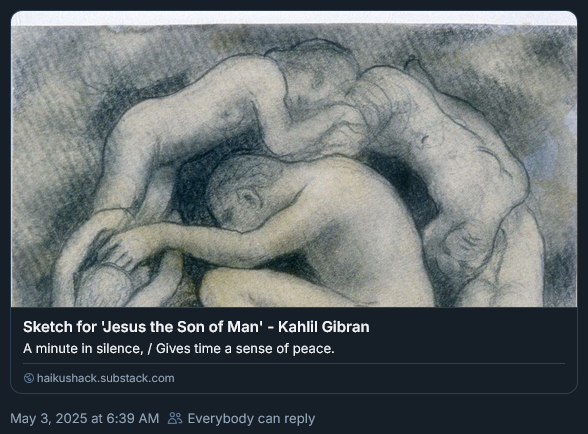 Sketch for 'Jesus the Son of Man' - Kahlil Gibran
A minute in silence, / Gives time a sense of peace.
haikushack.substack.com
May 3, 2025 at 6:39 AM Everybody can reply